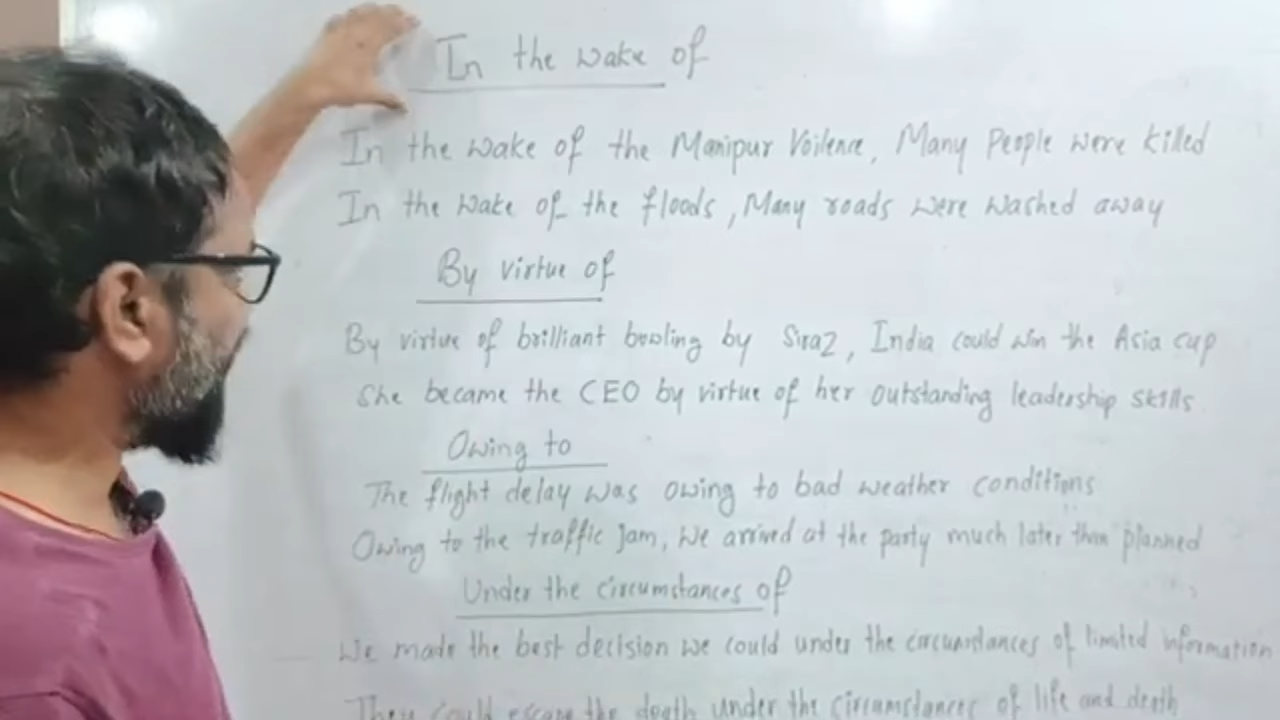 In the wake of
In the wake of the Manipur Voilence, Many People were killed
In the wake of the floods, Many roads were washed away
By virtue of
By virtue of brilliant bowling by Siraz, India could win the Asia cup
She became the CEO by virtue of her outstanding leadership skills
Owing to
The flight delay was owing to bad weather conditions
Owing to the traffic Jam, we arrived at the party much later than planned
Under the circumstances of
We made the best decision we could under the circumstances of limited information
They could escape the death under the circumstances of life and death